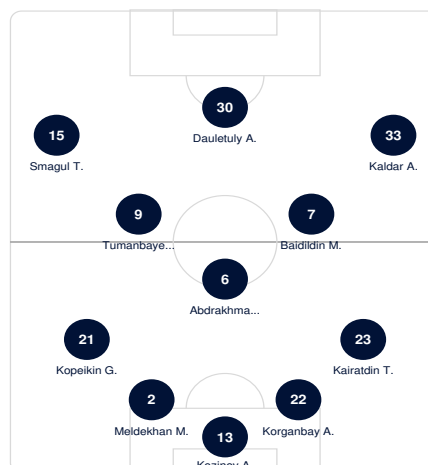 30
Dauletuly A.
15
Smagul T.
33
Kaldar A.
9
Tumanbaye...
7
Baidildin M.
6
Abdrakhma...
21
Kopeikin G.
23
Kairatdin T.
2
Meldekhan M.
22
Korganbay A.
13